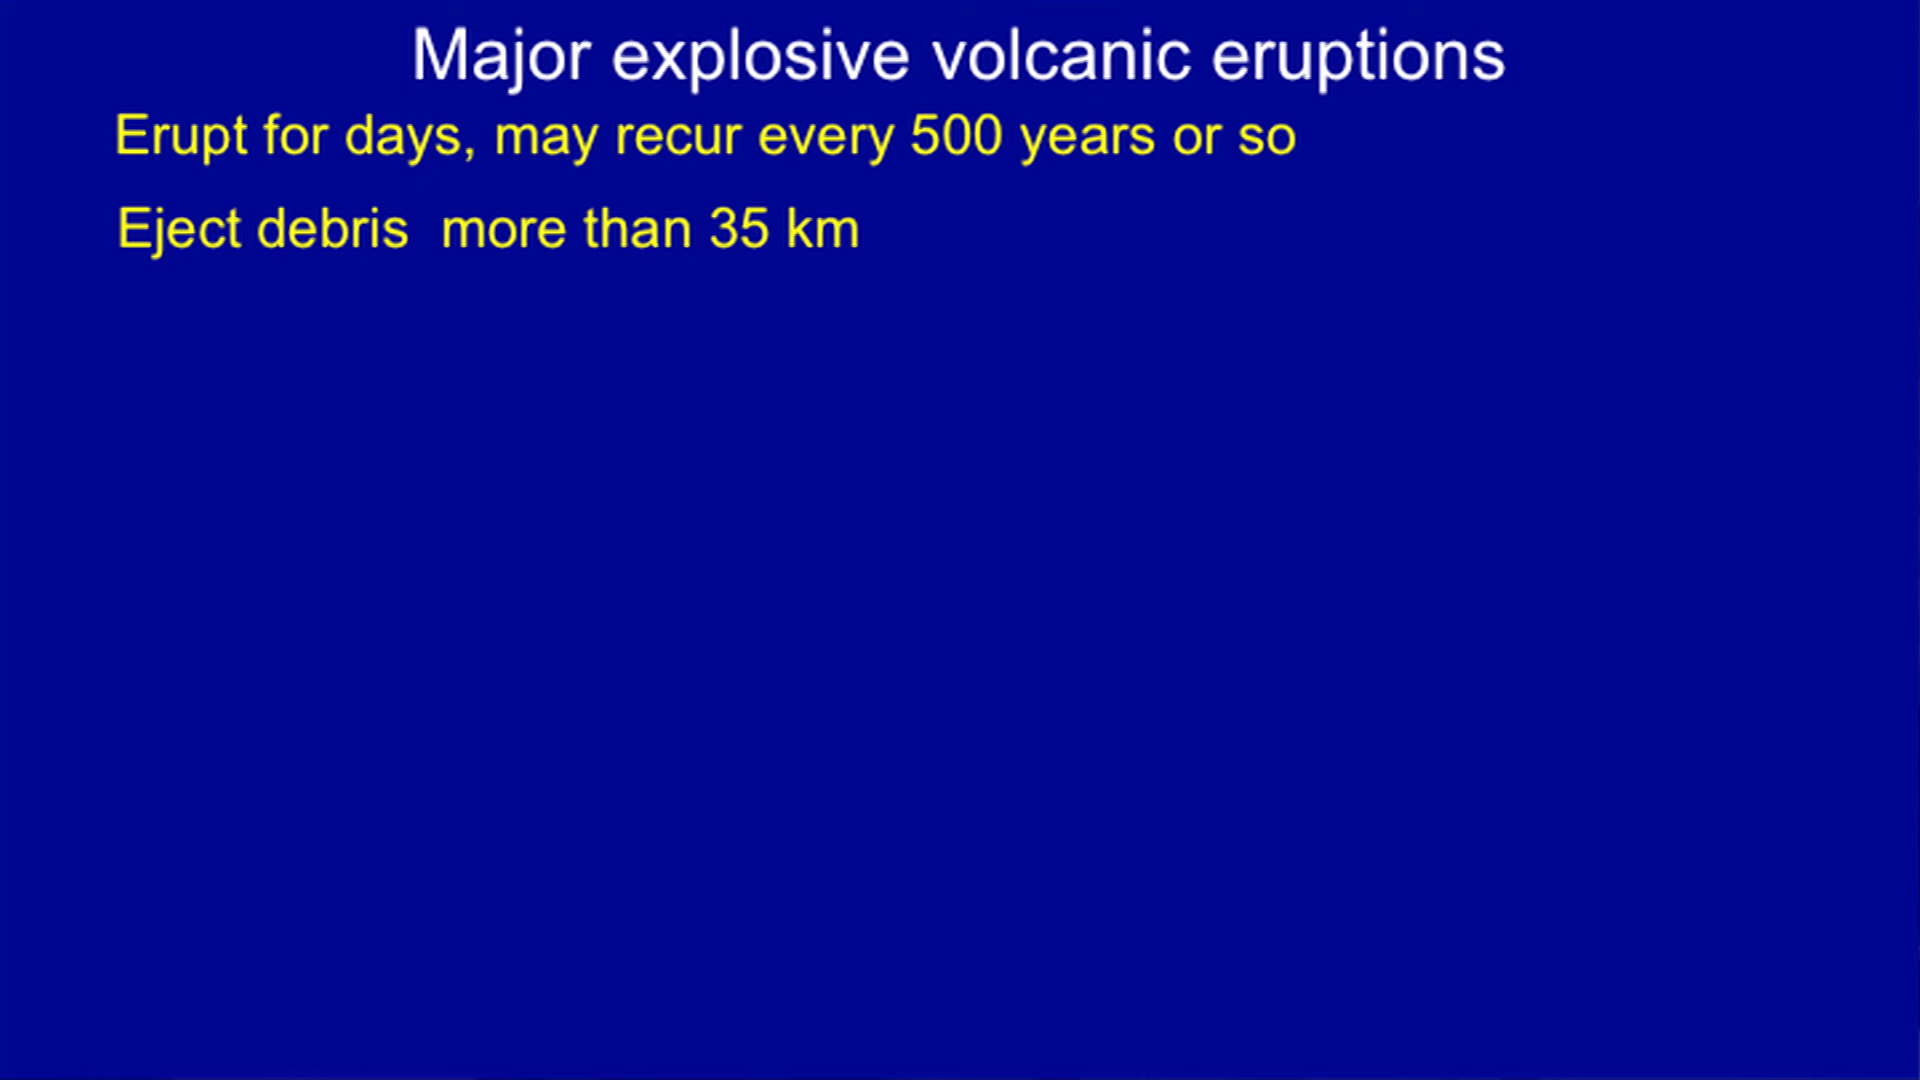 Major explosive volcanic eruptions
Erupt for days, may recur every 500 years or so
Eject debris  more than 35 km